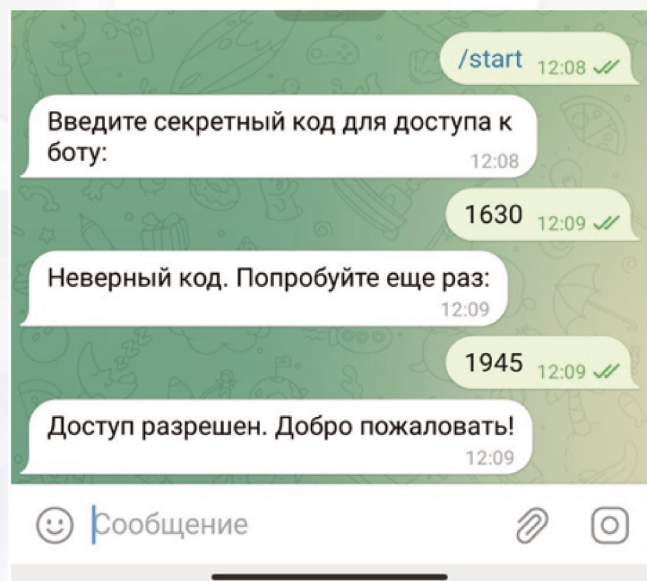 /start 12:08
Введите секретный код для доступа к
боту:
12:08
1630 12:09
Неверный код. Попробуйте еще раз:
12:09
1945 12:09
Доступ разрешен. Добро пожаловать!
12:09
Сообщение